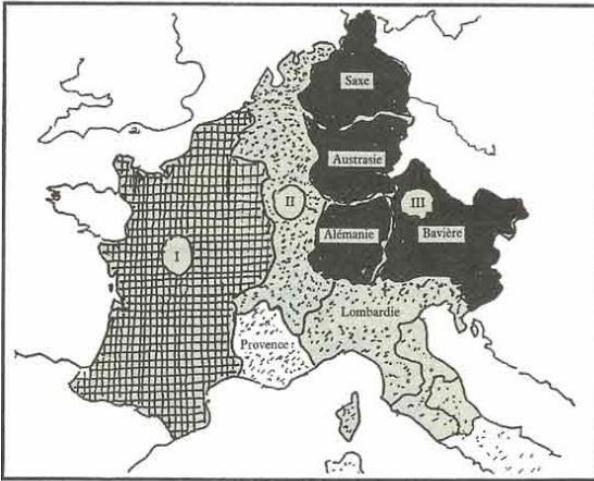 Saxe
Austrasie
II
III
Alémanie
Bavière
I
Lombardie
Provence